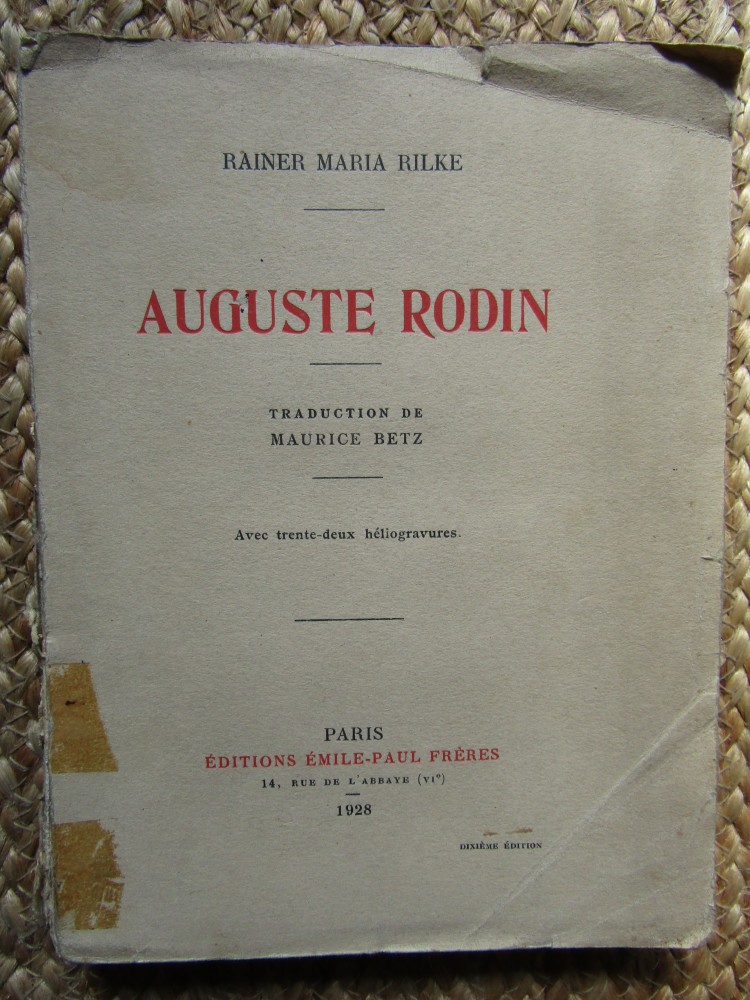 RAINER MARIA RILKE
AUGUSTE RODIN
TRADUCTION DE
MAURICE BETZ
Avec trente-deux héliogravures.
PARIS
ÉDITIONS ÉMILE-PAUL FRÈRES
14, RUE DE L'ABBAYE (VIe)
1928
DIXIÈME ÉDITION